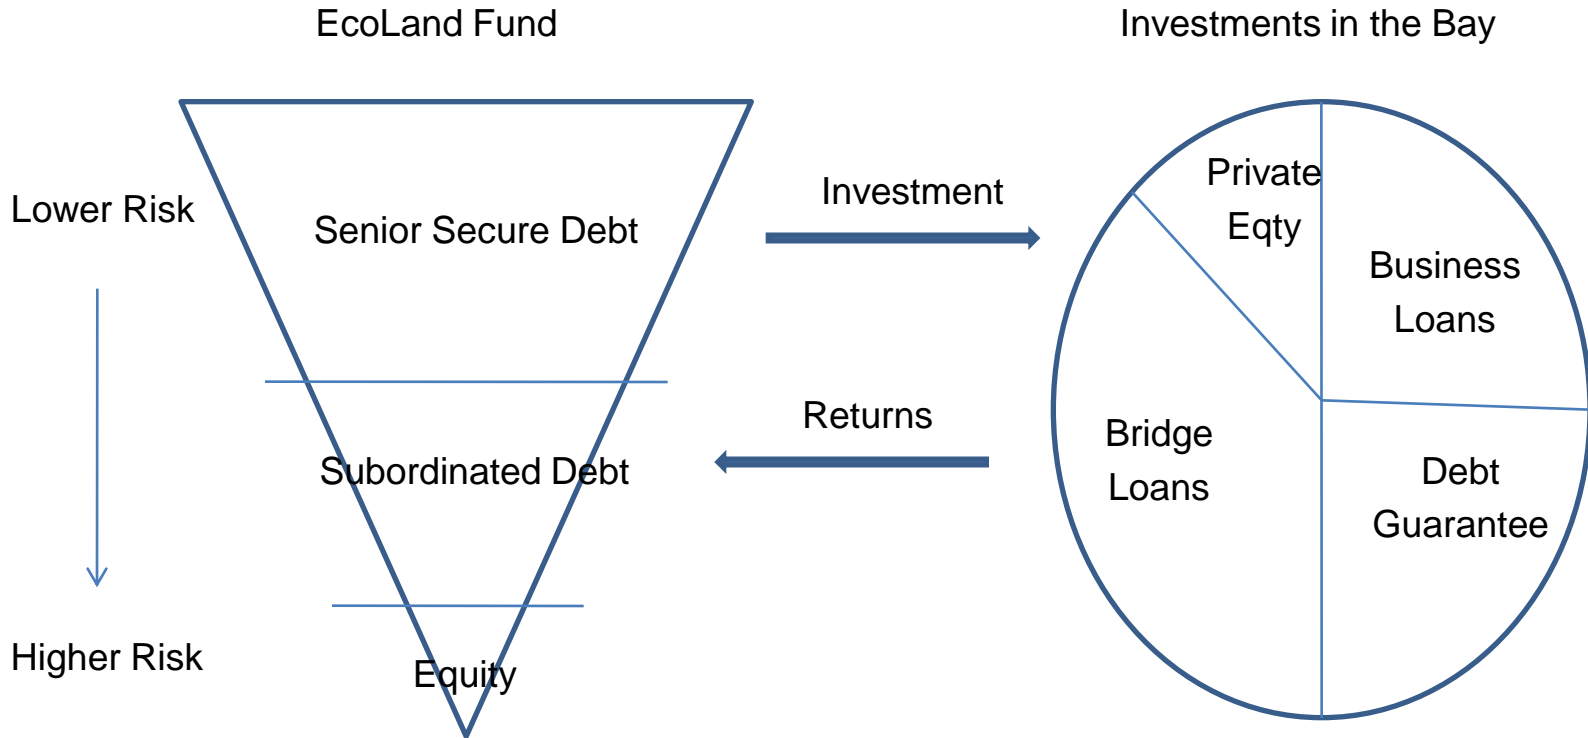 EcoLand Fund
Investments in the Bay
Lower Risk
Higher Risk
Senior Secure Debt
Subordinated Debt
Equity
Investment
Returns
Private
Eqty
Business
Loans
Bridge
Loans
Debt
Guarantee